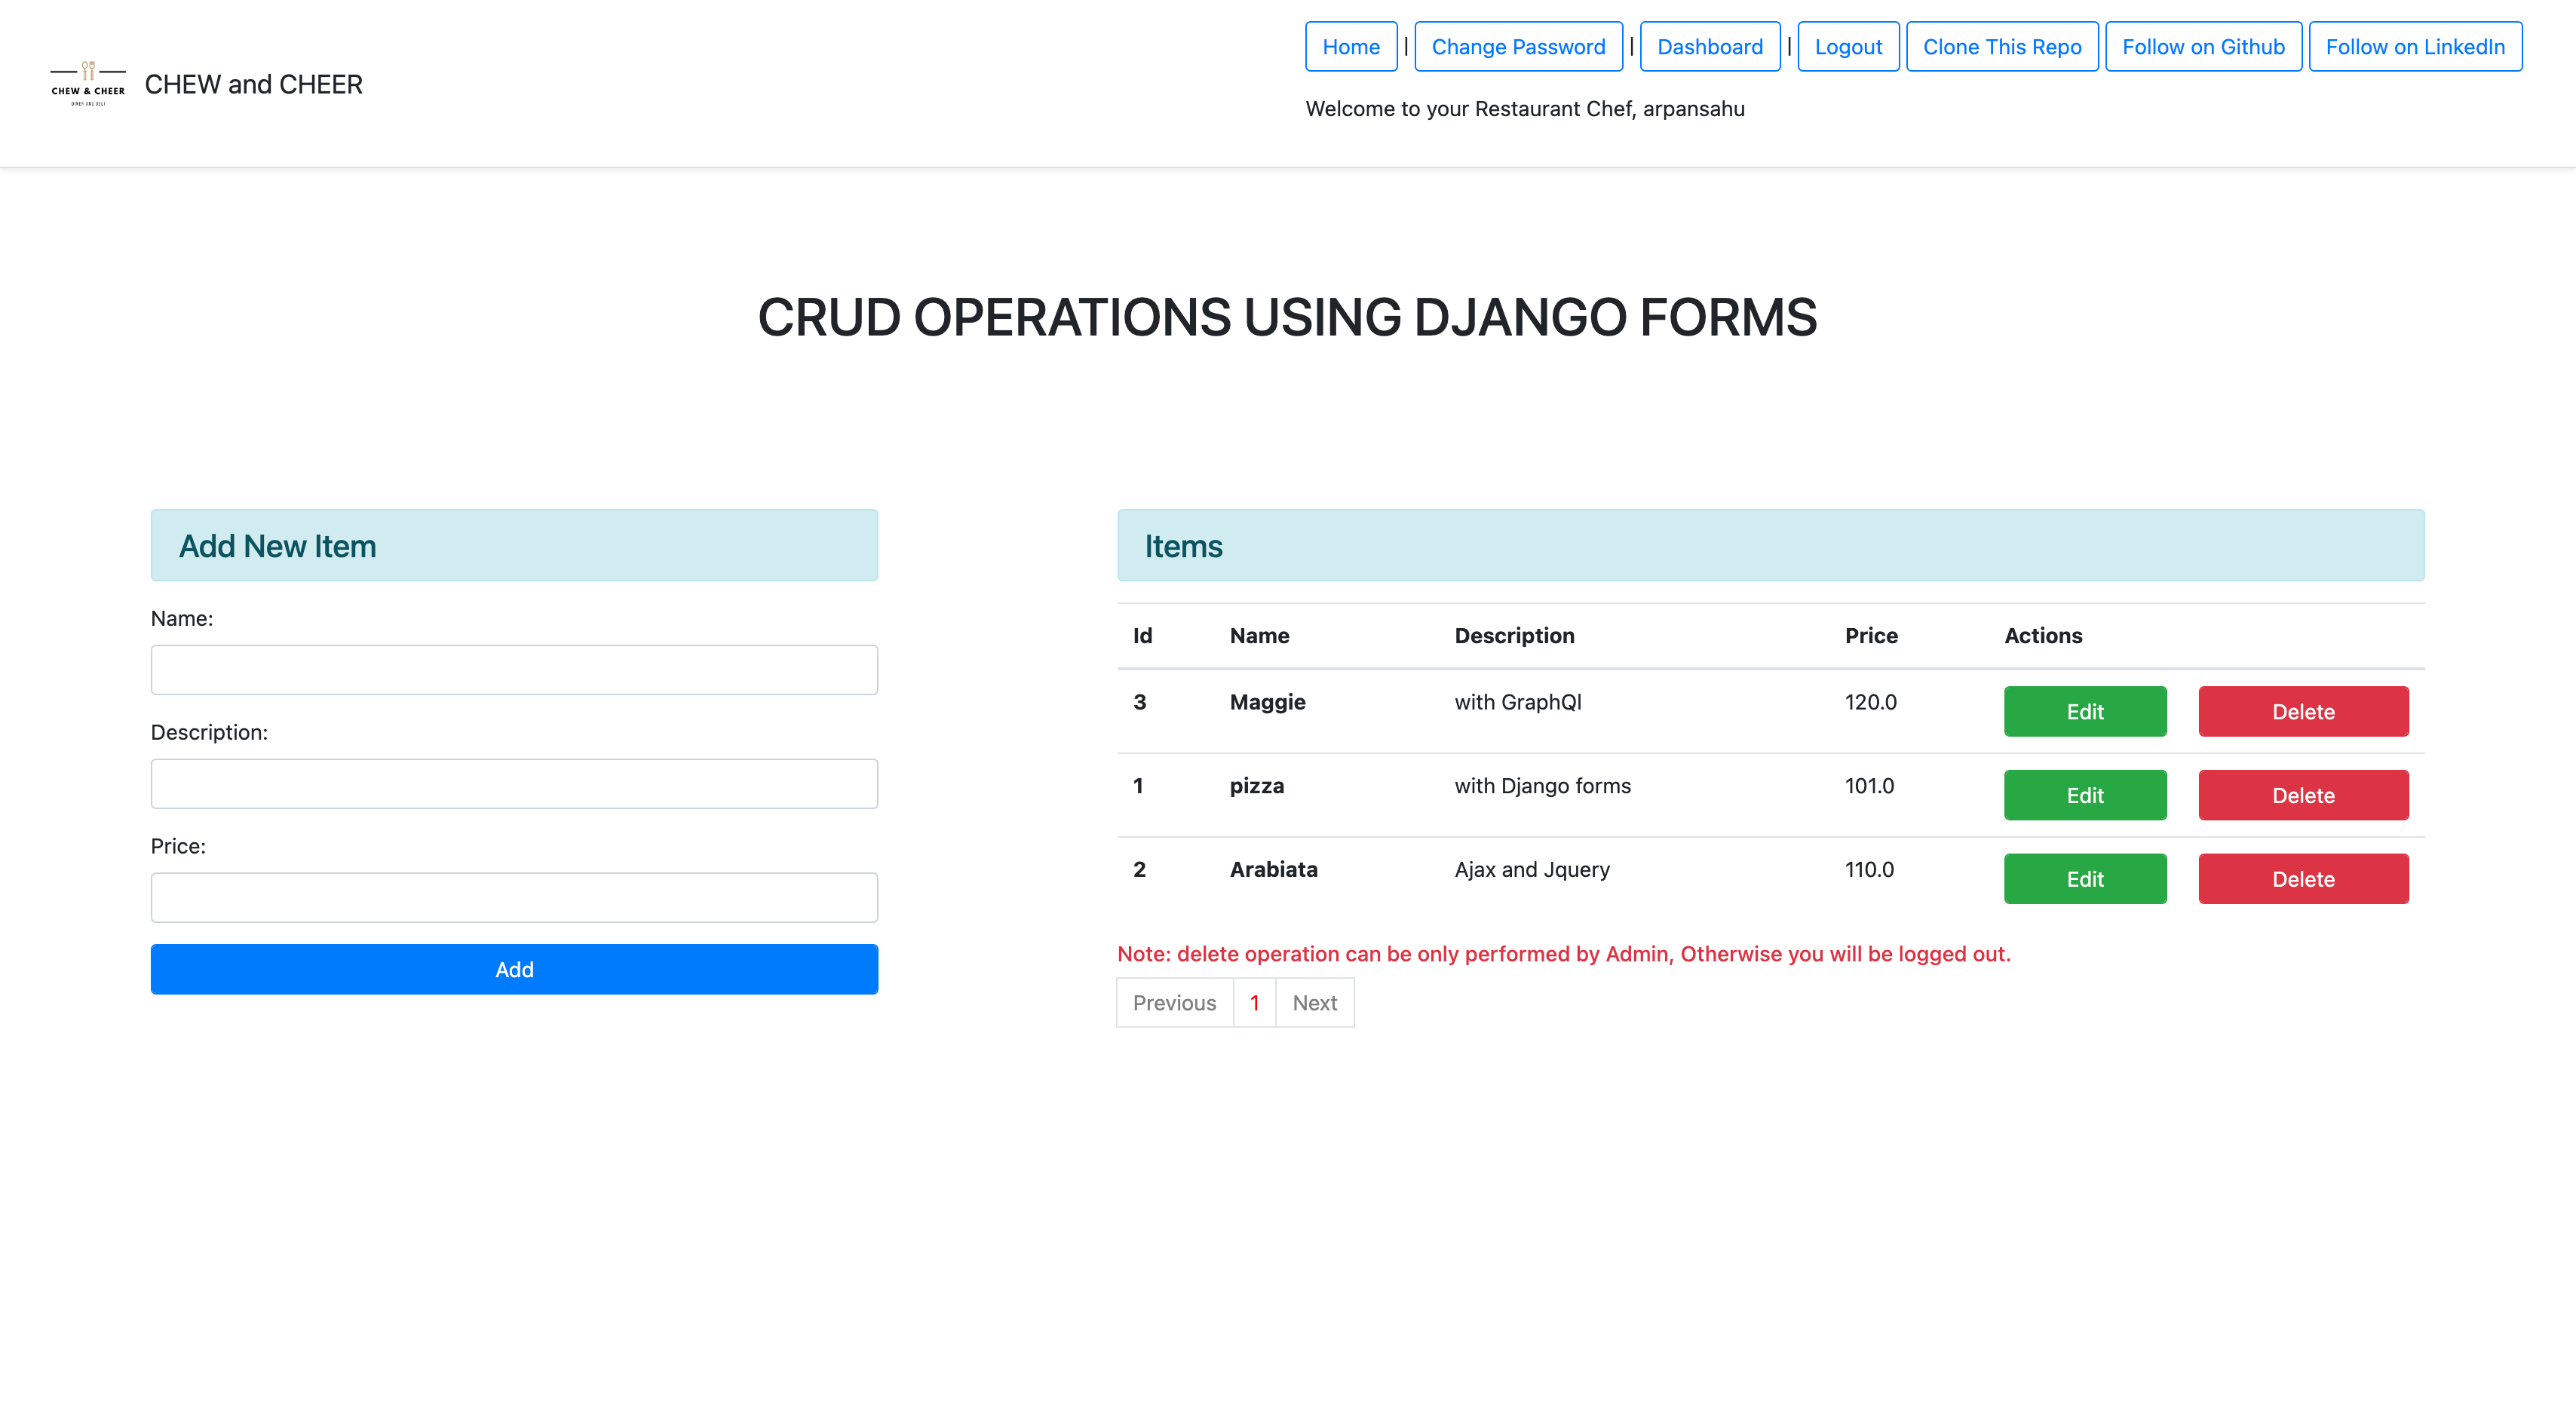 Home | Change Password | Dashboard | Logout Clone This Repo Follow on Github Follow on LinkedIn
CHEW & CHEER
CHEW and CHEER
Welcome to your Restaurant Chef, arpansahu
CRUD OPERATIONS USING DJANGO FORMS
Add New Item
Name:
Description:
Price:
Add
Items
Id Name Description Price Actions
3 Maggie with GraphQl 120.0 Edit Delete
1 pizza with Django forms 101.0 Edit Delete
2 Arabiata Ajax and Jquery 110.0 Edit Delete
Note: delete operation can be only performed by Admin, Otherwise you will be logged out.
Previous 1 Next